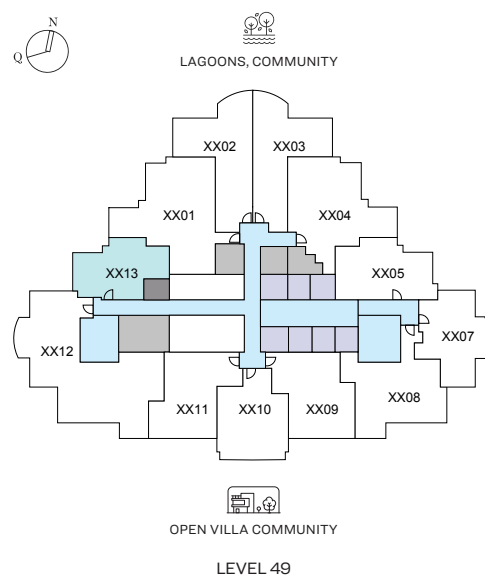 N
Q
LAGOONS, COMMUNITY
XX02
XX03
XX01
XX04
XX13
XX05
XX12
XX07
XX08
XX11
XX10
XX09
OPEN VILLA COMMUNITY
LEVEL 49